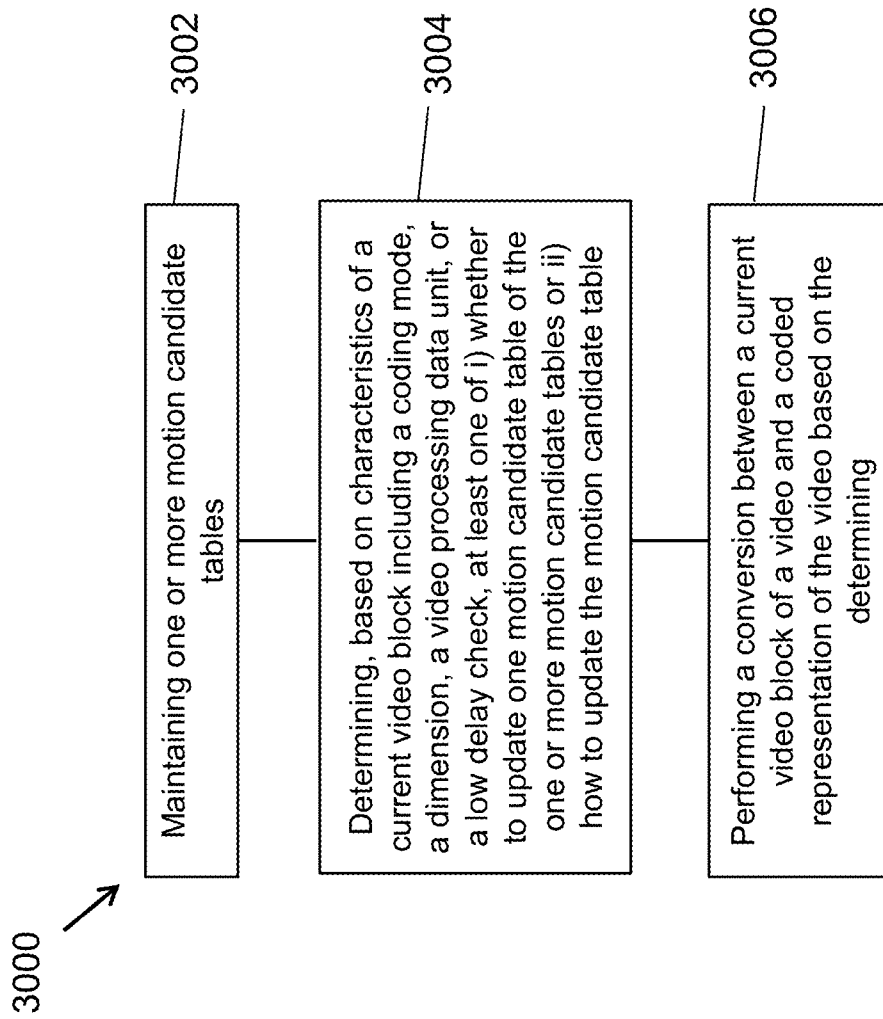 3000
Maintaining one or more motion candidate
tables
3002
Determining, based on characteristics of a
current video block including a coding mode,
a dimension, a video processing data unit, or
a low delay check, at least one of i) whether
to update one motion candidate table of the
one or more motion candidate tables or ii)
how to update the motion candidate table
3004
Performing a conversion between a current
video block of a video and a coded
representation of the video based on the
determining
3006